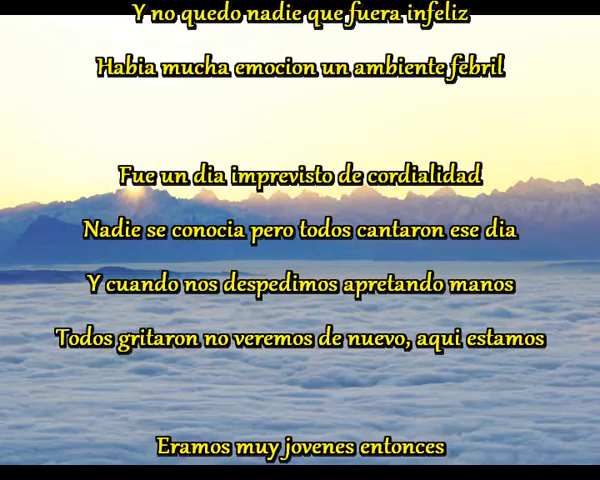 Y no quedo nadie que fuera infeliz
Habia mucha emocion un ambiente febril
Fue un dia imprevisto de cordialidad
Nadie se conocia pero todos cantaron ese dia
Y cuando nos despedimos apretando manos
Todos gritaron no veremos de nuevo, aqui estamos
Eramos muy jovenes entonces